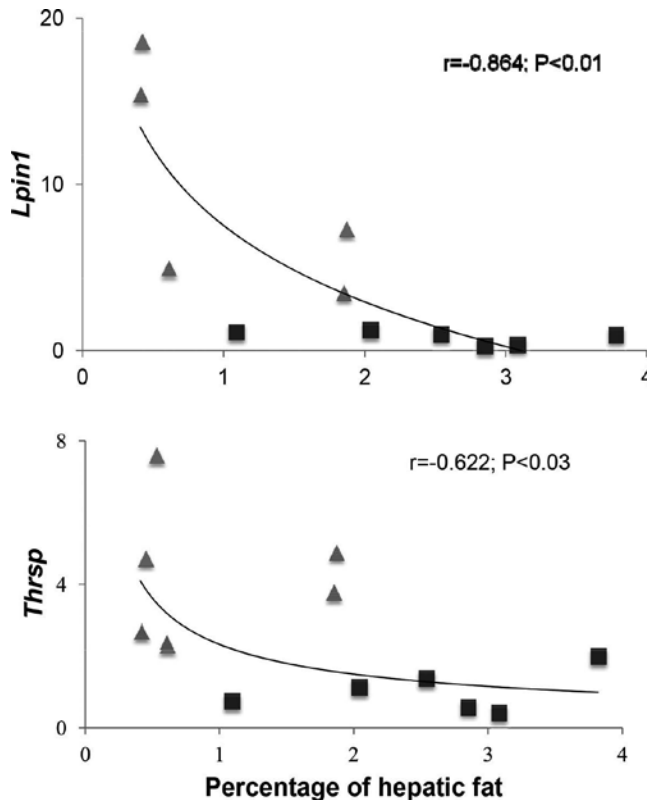 20
r=-0.864; P<0.01
Lpin1
10
0
0 1 2 3 4
8
r=-0.622; P<0.03
Thrsp
4
0
0 1 2 3 4
Percentage of hepatic fat